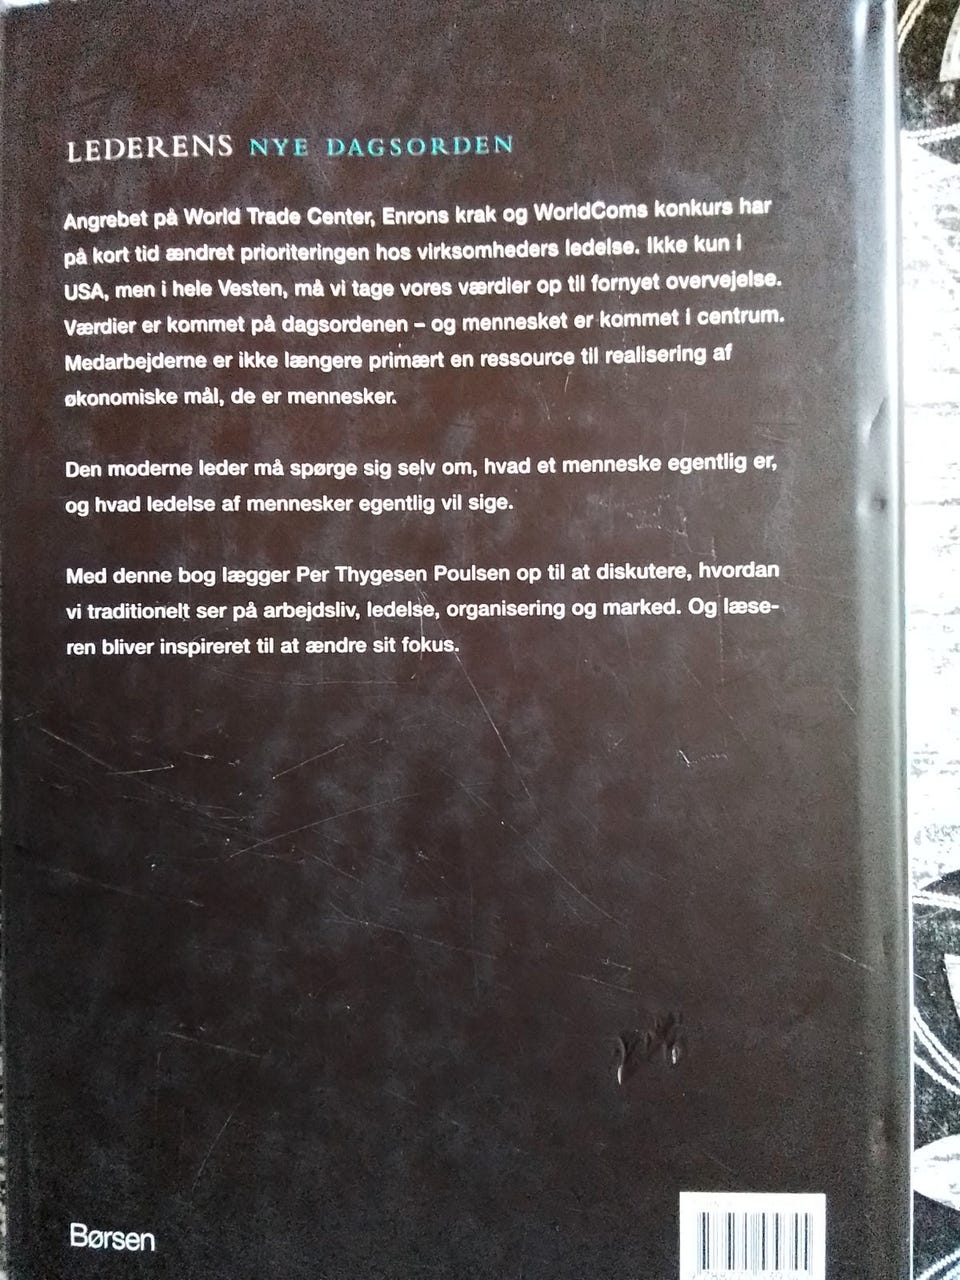 LEDERENS NYE DAGSORDEN
Angrebet på World Trade Center, Enrons krak og WorldComs konkurs har
på kort tid ændret prioriteringen hos virksomheders ledelse. Ikke kun i
USA, men i hele Vesten, må vi tage vores værdier op til fornyet overvejelse.
Værdier er kommet på dagsordenen – og mennesket er kommet i centrum.
Medarbejderne er ikke længere primært en ressource til realisering af
økonomiske mål, de er mennesker.
Den moderne leder må spørge sig selv om, hvad et menneske egentlig er,
og hvad ledelse af mennesker egentlig vil sige.
Med denne bog lægger Per Thygesen Poulsen op til at diskutere, hvordan
vi traditionelt ser på arbejdsliv, ledelse, organisering og marked. Og læse-
ren bliver inspireret til at ændre sit fokus.
Børsen